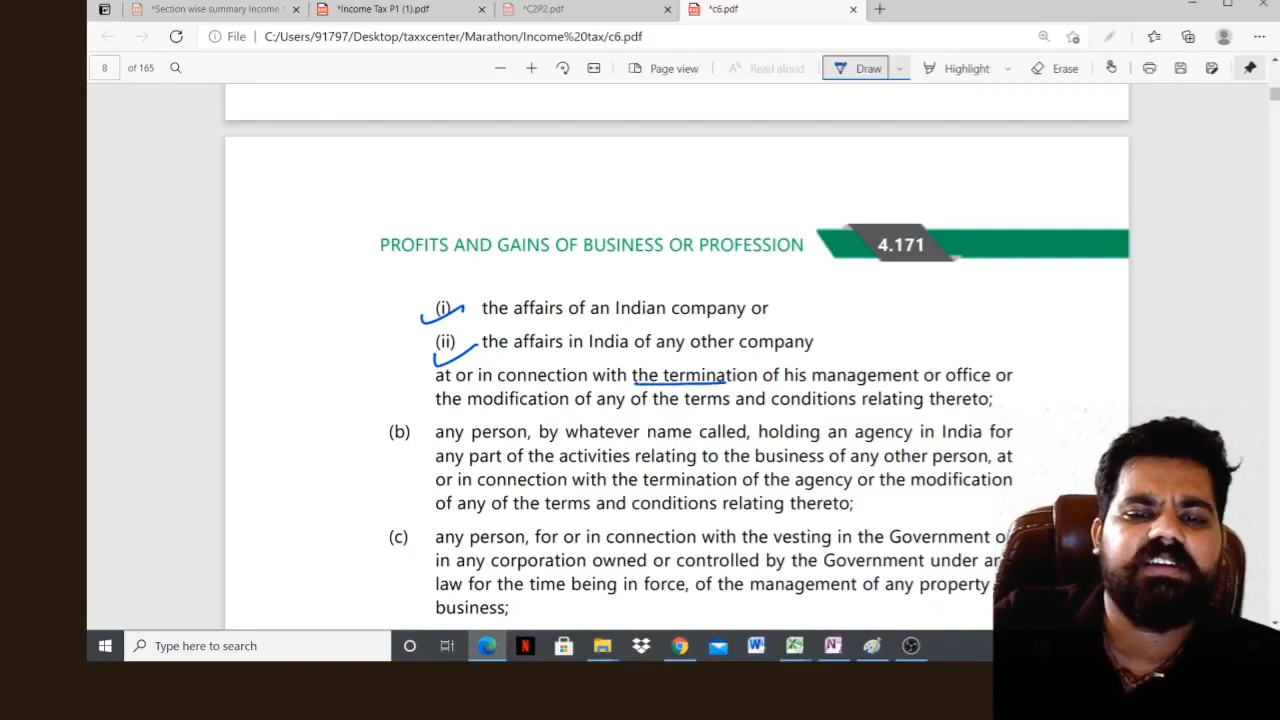 *Section wise summary Income
*Income Tax P1 (1).pdf
*C2P2.pdf
*c6.pdf
File
C:/Users/91797/Desktop/taxxcenter/Marathon/Income%20tax/c6.pdf
8 of 165
Page view
Read aloud
Draw
Highlight
Erase
PROFITS AND GAINS OF BUSINESS OR PROFESSION 4.171
(i) the affairs of an Indian company or
(ii) the affairs in India of any other company
at or in connection with the termination of his management or office or
the modification of any of the terms and conditions relating thereto;
(b) any person, by whatever name called, holding an agency in India for
any part of the activities relating to the business of any other person, at
or in connection with the termination of the agency or the modification
of any of the terms and conditions relating thereto;
(c) any person, for or in connection with the vesting in the Government
in any corporation owned or controlled by the Government under
law for the time being in force, of the management of any property
business;
Type here to search